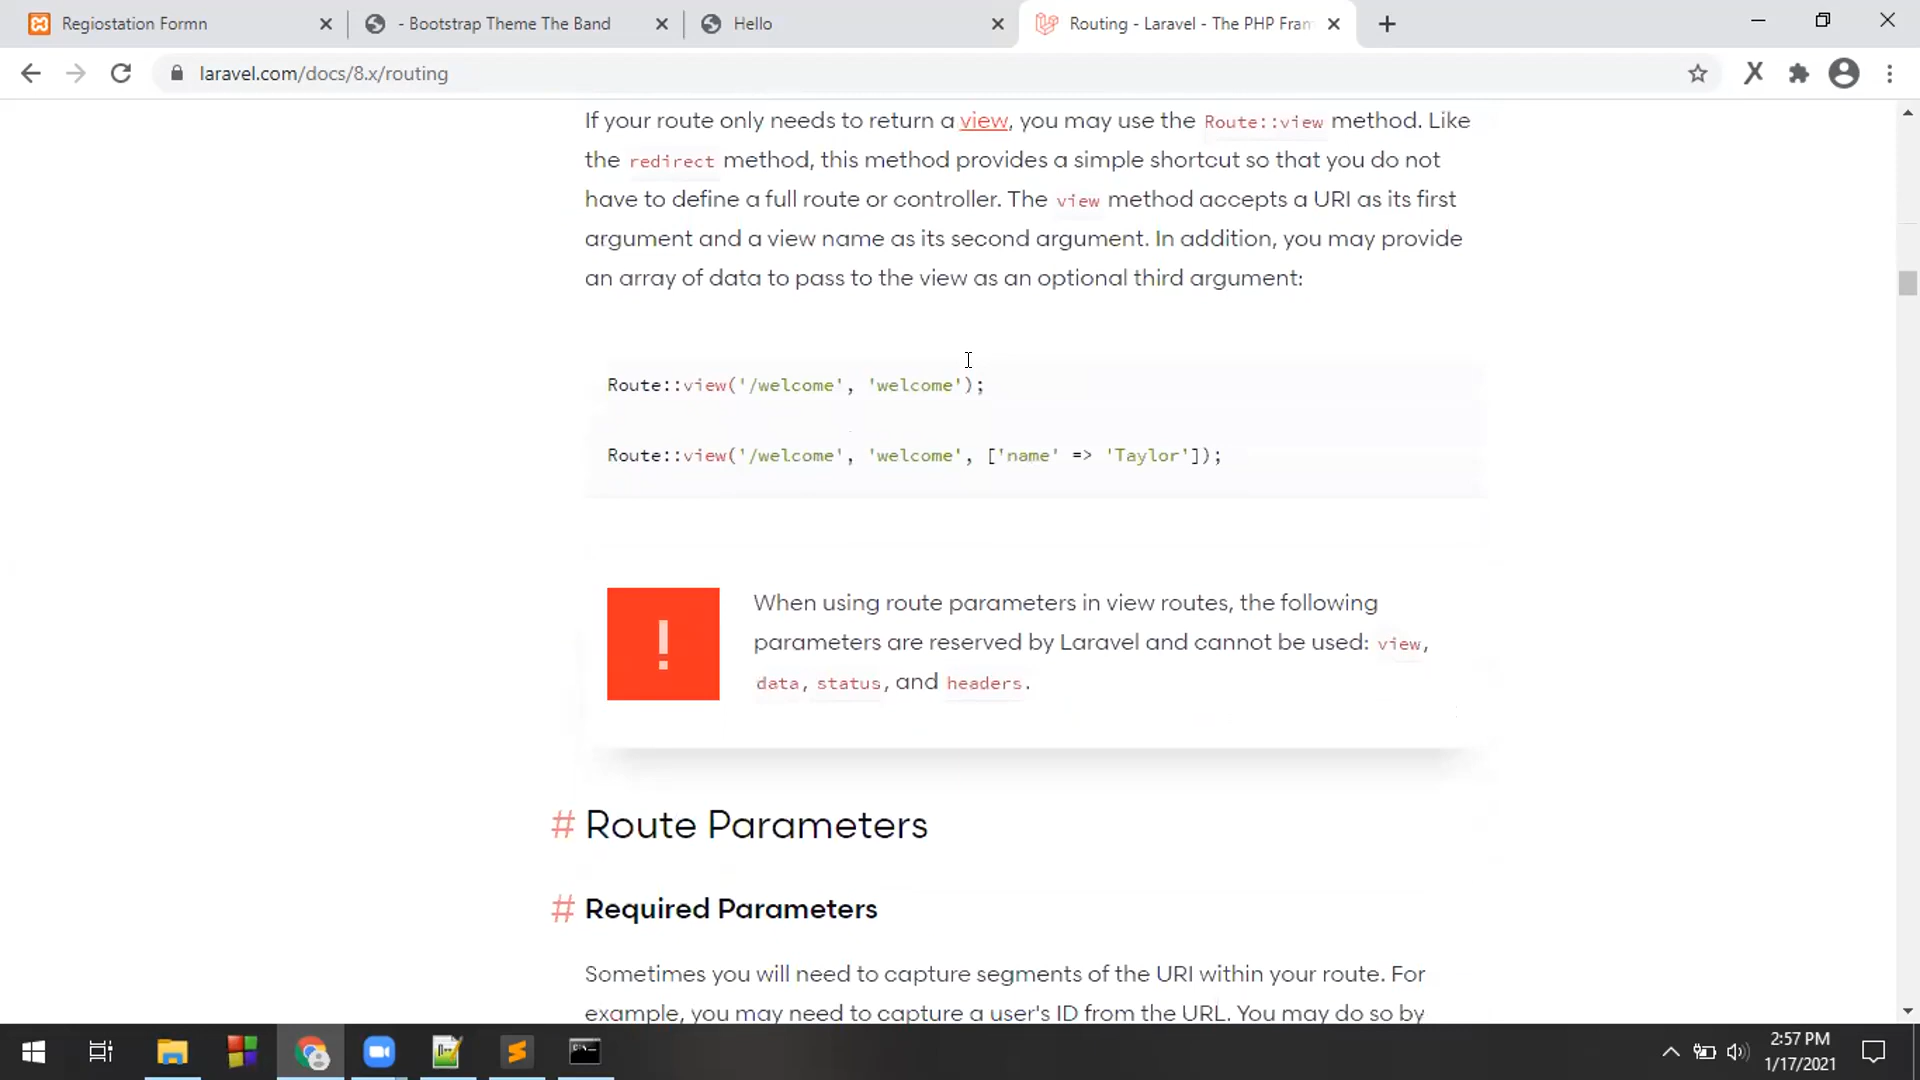 Regiostation Formn
- Bootstrap Theme The Band
Hello
Routing - Laravel - The PHP Fram
laravel.com/docs/8.x/routing
If your route only needs to return a view, you may use the Route::view method. Like
the redirect method, this method provides a simple shortcut so that you do not
have to define a full route or controller. The view method accepts a URI as its first
argument and a view name as its second argument. In addition, you may provide
an array of data to pass to the view as an optional third argument:
Route::view('/welcome', 'welcome');
Route::view('/welcome', 'welcome', ['name' => 'Taylor']);
When using route parameters in view routes, the following
parameters are reserved by Laravel and cannot be used: view,
data, status, and headers.
# Route Parameters
# Required Parameters
Sometimes you will need to capture segments of the URI within your route. For
example, you may need to capture a user's ID from the URL. You may do so by
2:57 PM
1/17/2021